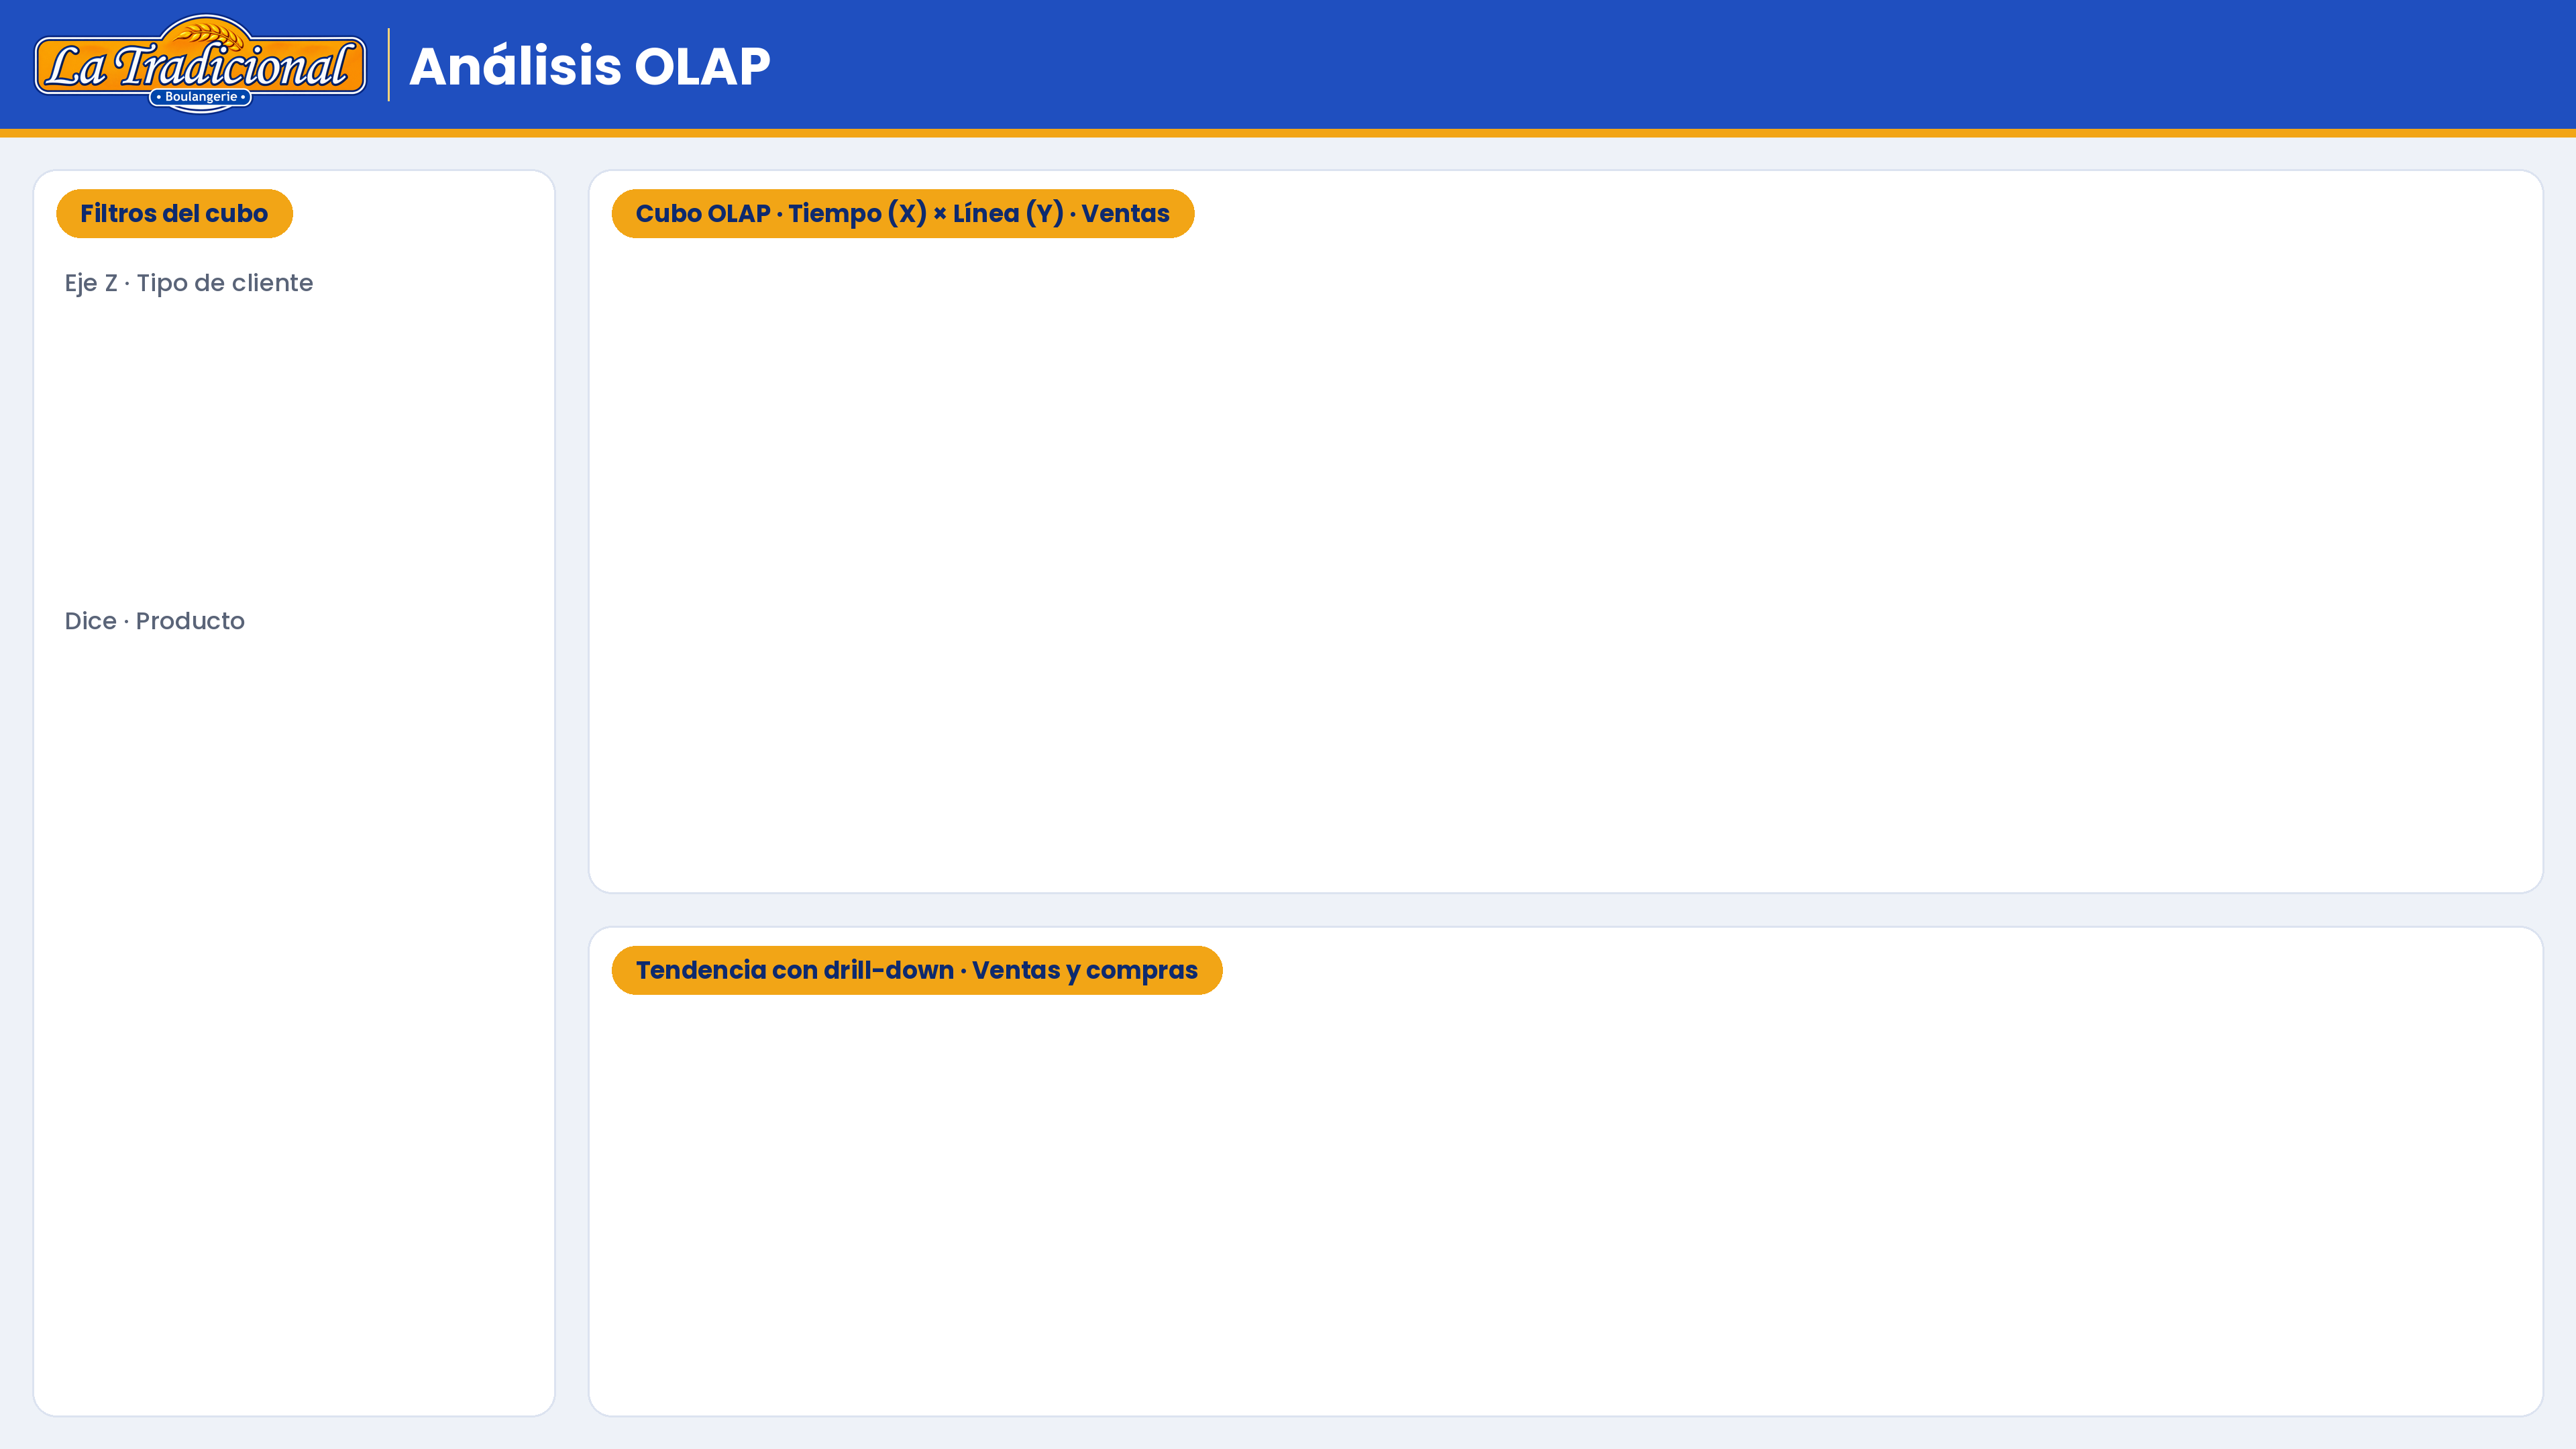 La Tradicional
• Boulangerie •
Análisis OLAP
Filtros del cubo
Eje Z · Tipo de cliente
Dice · Producto
Cubo OLAP · Tiempo (X) × Línea (Y) · Ventas
Tendencia con drill-down · Ventas y compras